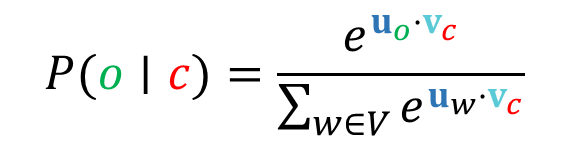 P(o | c) = e^{u_o·v_c} / ∑_{w∈V} e^{u_w·v_c}